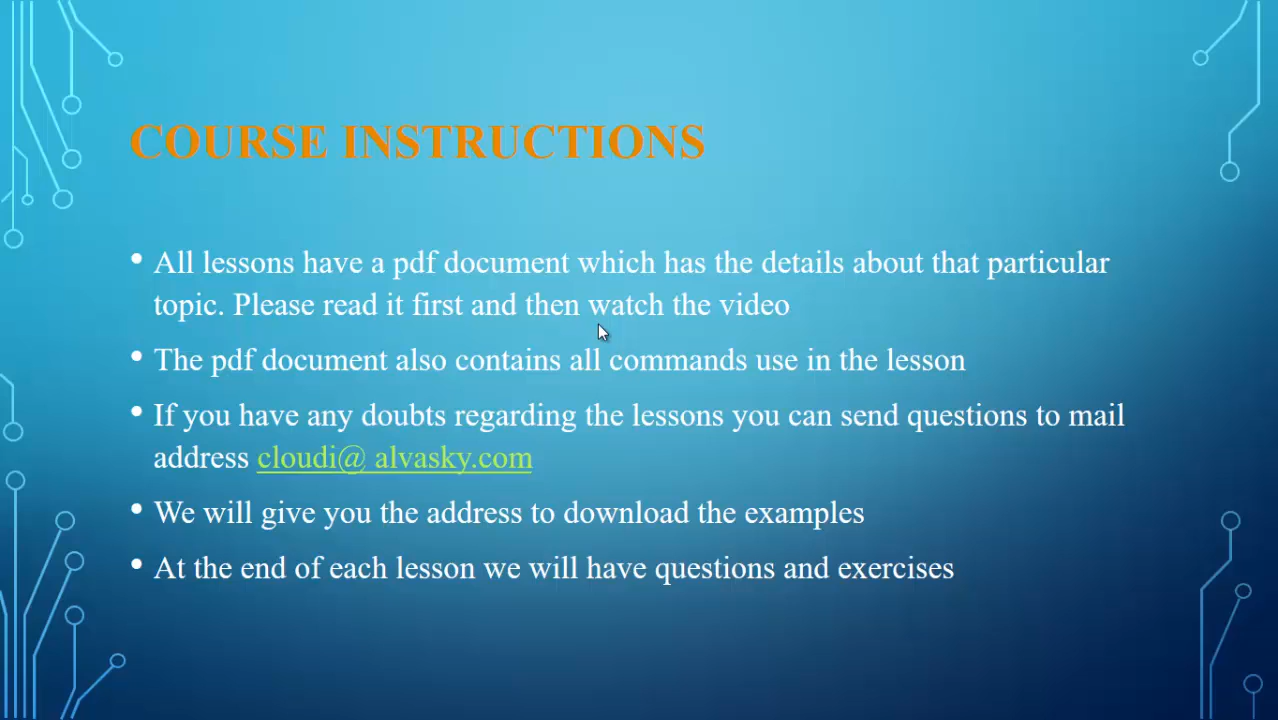 COURSE INSTRUCTIONS
• All lessons have a pdf document which has the details about that particular
topic. Please read it first and then watch the video
• The pdf document also contains all commands use in the lesson
• If you have any doubts regarding the lessons you can send questions to mail
address cloudi@ alvasky.com
• We will give you the address to download the examples
• At the end of each lesson we will have questions and exercises